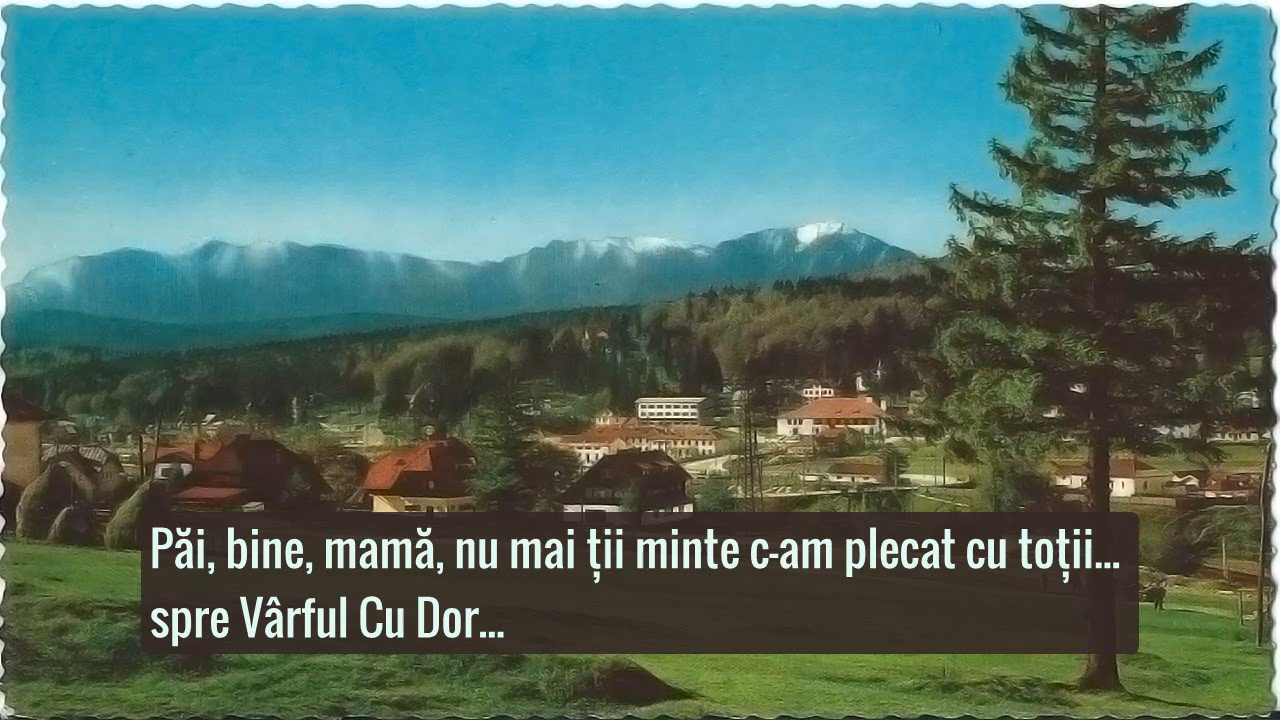 Păi, bine, mamă, nu mai ții minte c-am plecat cu toții...
spre Vârful Cu Dor...